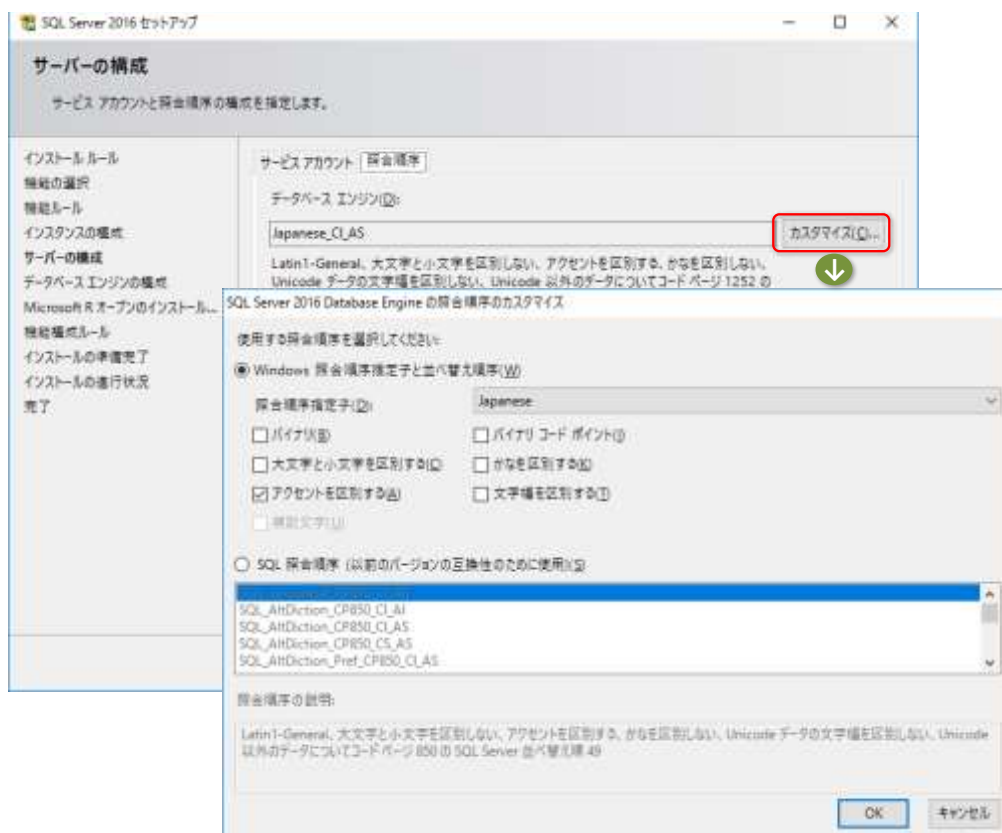 SQL Server 2016 セットアップ
サーバーの構成
サービス アカウントと照合順序の構成を指定します。
インストール ルール
機能の選択
機能ルール
インスタンスの構成
サーバーの構成
データベース エンジンの構成
Microsoft R オープンのインストール...
機能構成ルール
インストールの準備完了
インストールの進行状況
完了
サービス アカウント 照合順序
データベース エンジン(D):
Japanese_CI_AS
カスタマイズ(C)...
Latin1-General、大文字と小文字を区別しない、アクセントを区別する、かなを区別しない、
Unicode データの文字幅を区別しない、Unicode 以外のデータについてコード ページ 1252 の
SQL Server 2016 Database Engine の照合順序のカスタマイズ
使用する照合順序を選択してください:
Windows 照合順序指定子と並べ替え順序(W)
照合順序指定子(D):
Japanese
バイナリ(B)
バイナリ コード ポイント(I)
大文字と小文字を区別する(C)
かなを区別する(K)
アクセントを区別する(A)
文字幅を区別する(T)
補助文字(U)
SQL 照合順序 (以前のバージョンの互換性のために使用)(S)
SQL_AltDiction_CP850_CI_AI
SQL_AltDiction_CP850_CI_AS
SQL_AltDiction_CP850_CS_AS
SQL_AltDiction_Pref_CP850_CI_AS
照合順序の説明:
Latin1-General、大文字と小文字を区別しない、アクセントを区別する、かなを区別しない、Unicode データの文字幅を区別しない、Unicode
以外のデータについてコード ページ 850 の SQL Server 並べ替え順 49
OK
キャンセル